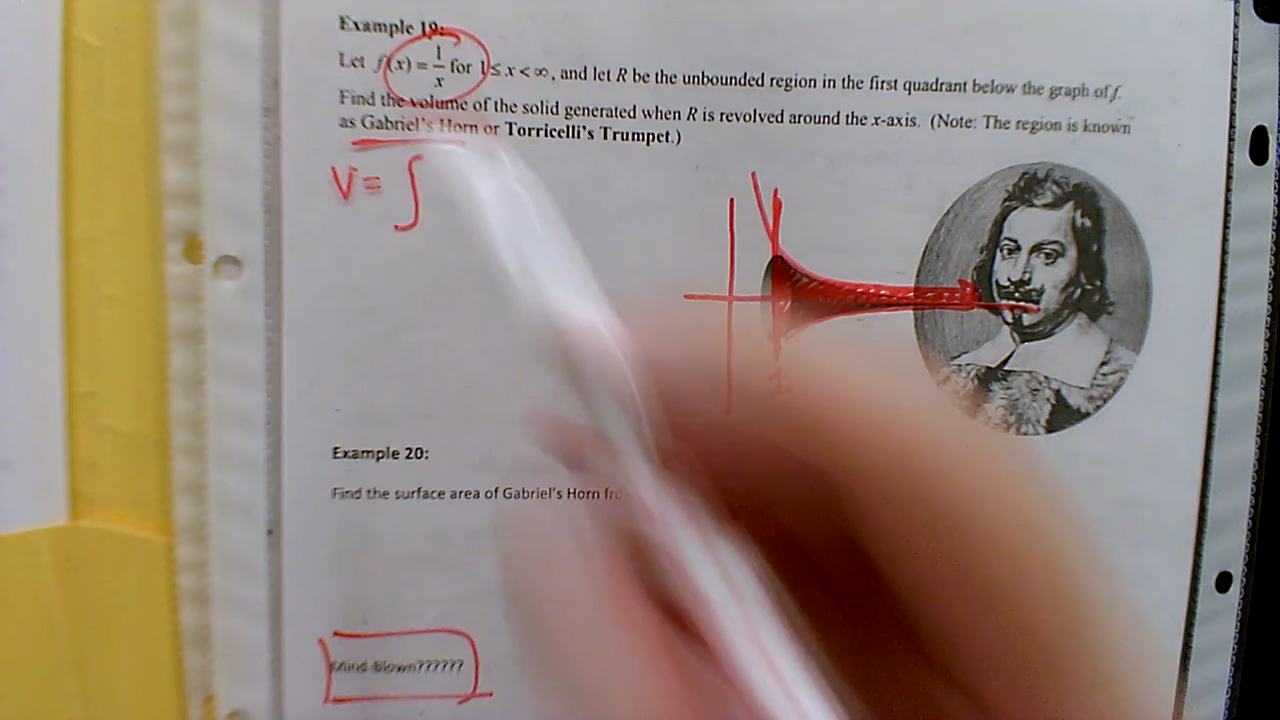 Example 19:
Let f(x) = 1/x for 1 ≤ x < ∞, and let R be the unbounded region in the first quadrant below the graph of f.
Find the volume of the solid generated when R is revolved around the x-axis. (Note: The region is known
as Gabriel's Horn or Torricelli's Trumpet.)
V = ∫
Example 20:
Find the surface area of Gabriel's Horn
Mind Blown??????